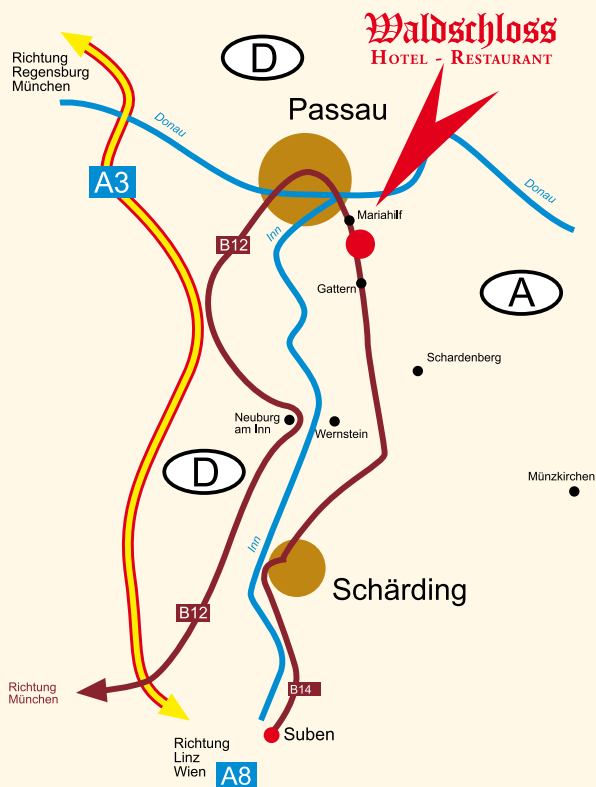 Waldschloss
HOTEL - RESTAURANT
D
Richtung
Regensburg
München
Passau
Donau
A3
Donau
Mariahilf
Inn
B12
Gattern
A
Schardenberg
Neuburg
am Inn
Wernstein
D
Münzkirchen
Inn
Schärding
B12
Richtung
München
B14
Suben
Richtung
Linz
Wien
A8